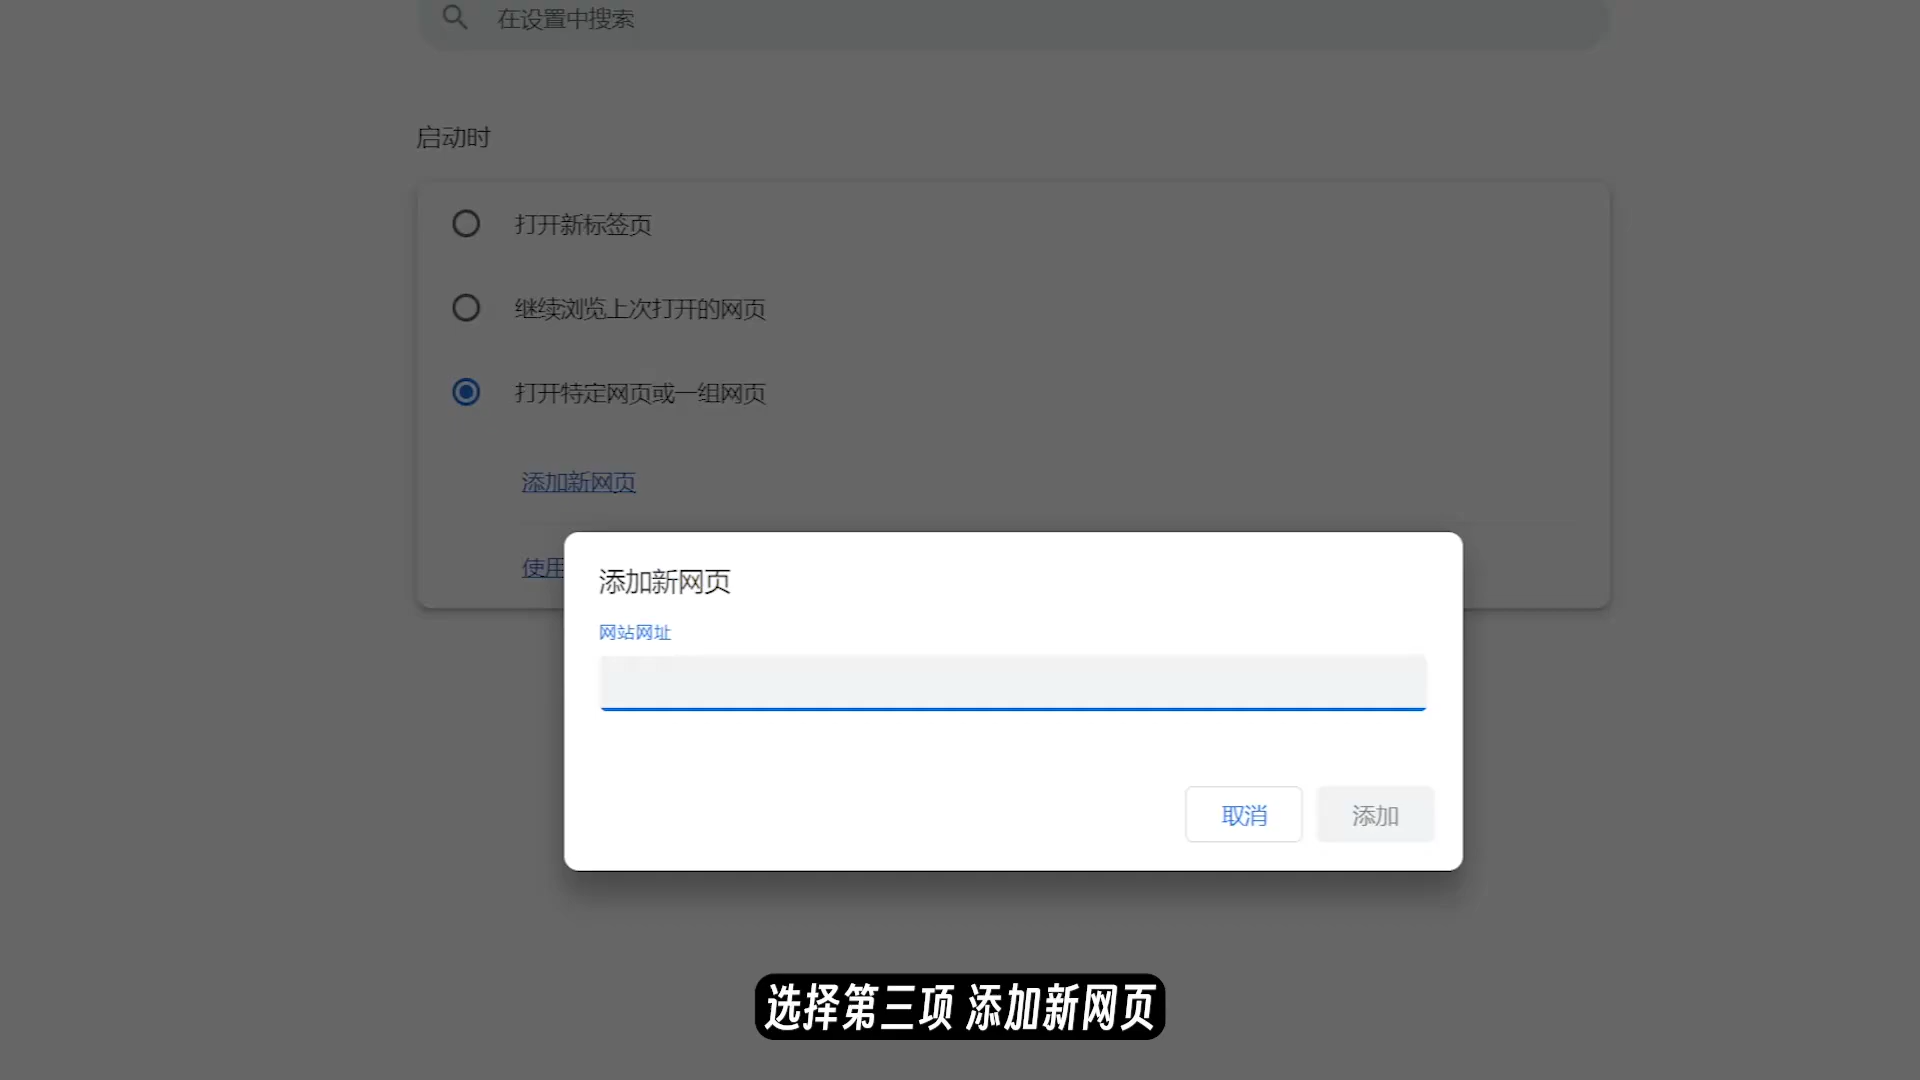 在设置中搜索
启动时
打开新标签页
继续浏览上次打开的网页
打开特定网页或一组网页
添加新网页
使用
添加新网页
网站网址
取消
添加
选择第三项 添加新网页